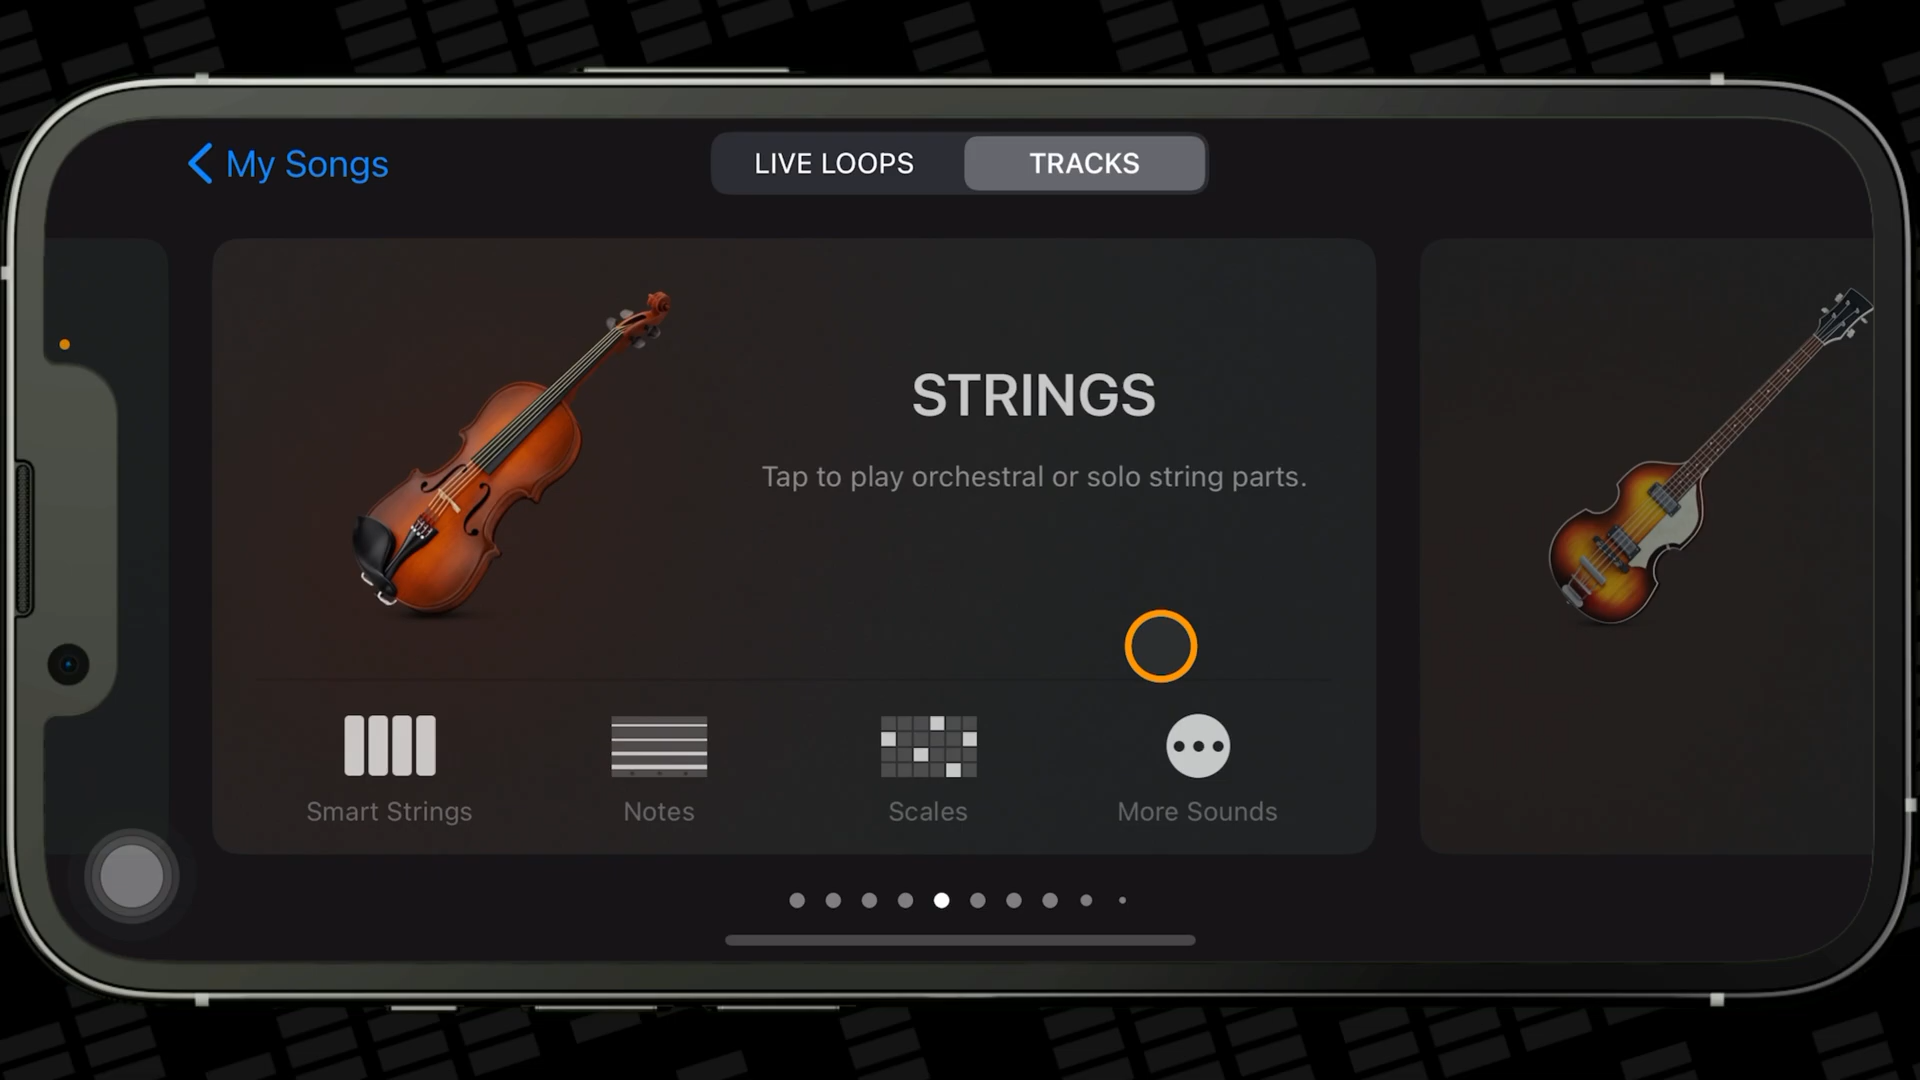 My Songs
LIVE LOOPS
TRACKS
STRINGS
Tap to play orchestral or solo string parts.
Smart Strings
Notes
Scales
More Sounds